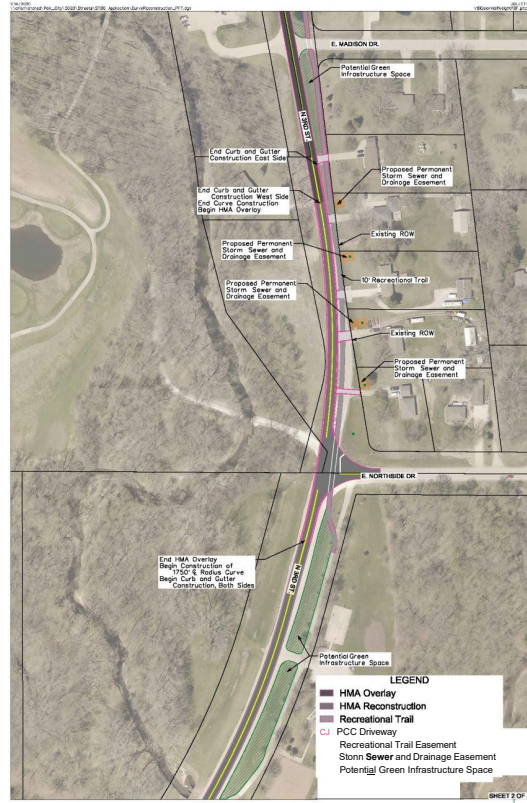 E. MADISON DR.
Potential Green
Infrastructure Space
N 3RD ST.
End Curb and Gutter
Construction East Side
Proposed Permanent
Storm Sewer and
Drainage Easement
End Curb and Gutter
Construction West Side
End Curve Construction
Begin HMA Overlay
Existing ROW
Proposed Permanent
Storm Sewer and
Drainage Easement
10' Recreational Trail
Proposed Permanent
Storm Sewer and
Drainage Easement
Existing ROW
Proposed Permanent
Storm Sewer and
Drainage Easement
E. NORTHSIDE DR.
End HMA Overlay
Begin Construction of
1750' ℄ Radius Curve
Begin Curb and Gutter
Construction, Both Sides
N 3RD ST.
Potential Green
Infrastructure Space
LEGEND
HMA Overlay
HMA Reconstruction
Recreational Trail
CJ PCC Driveway
Recreational Trail Easement
Stonn Sewer and Drainage Easement
Potential Green Infrastructure Space
SHEET 2 OF